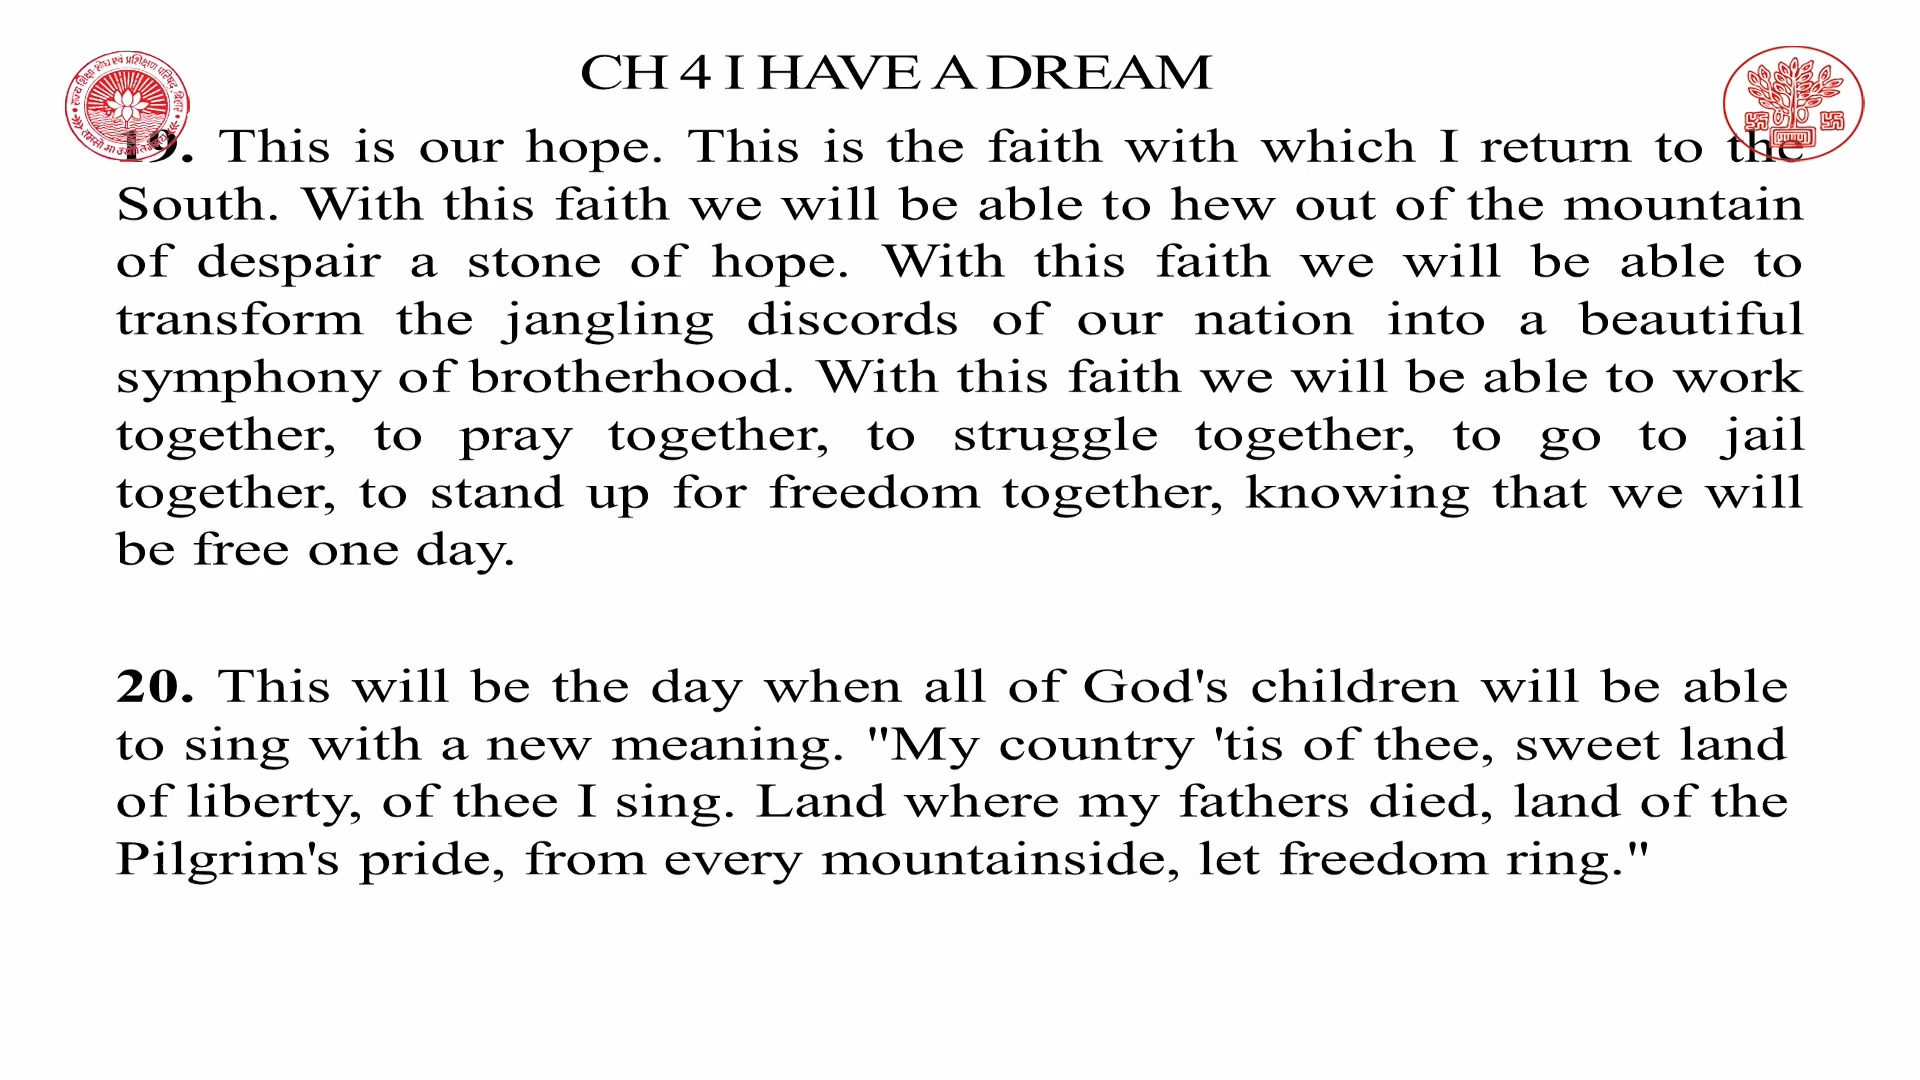 CH 4 I HAVE A DREAM
19. This is our hope. This is the faith with which I return to the
South. With this faith we will be able to hew out of the mountain
of despair a stone of hope. With this faith we will be able to
transform the jangling discords of our nation into a beautiful
symphony of brotherhood. With this faith we will be able to work
together, to pray together, to struggle together, to go to jail
together, to stand up for freedom together, knowing that we will
be free one day.
20. This will be the day when all of God's children will be able
to sing with a new meaning. "My country 'tis of thee, sweet land
of liberty, of thee I sing. Land where my fathers died, land of the
Pilgrim's pride, from every mountainside, let freedom ring."